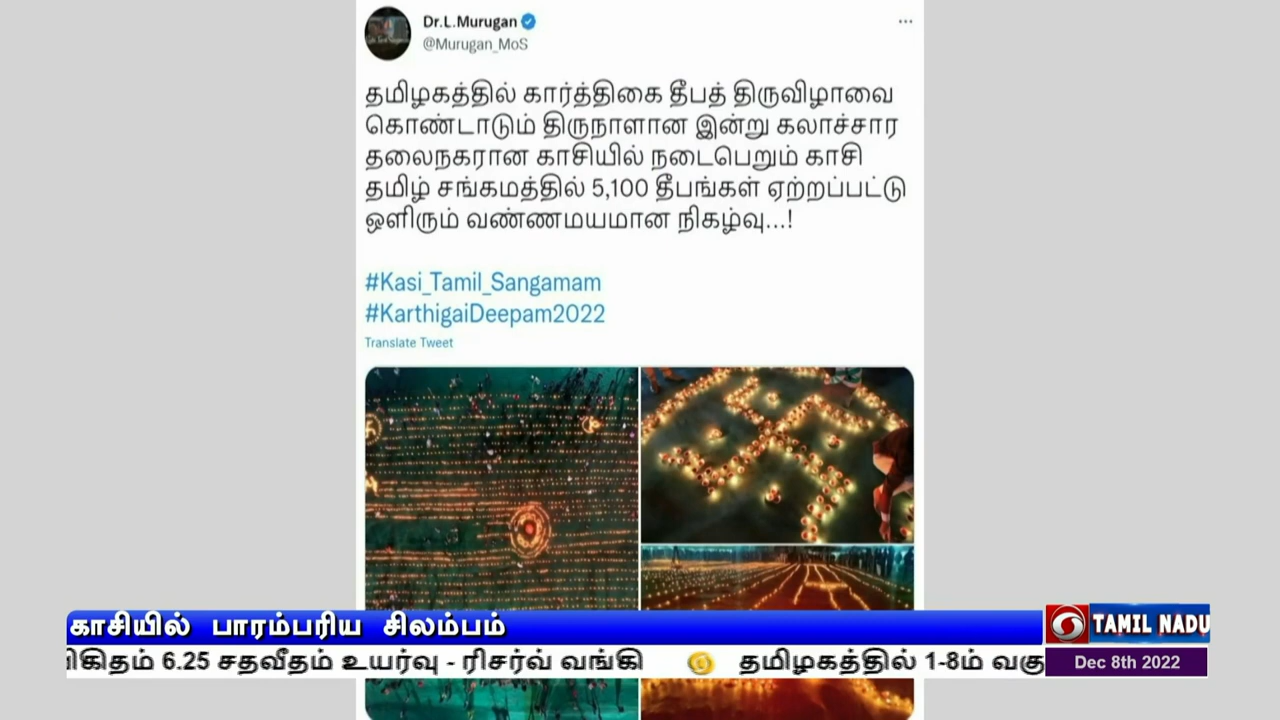 Dr.L.Murugan
@Murugan_MoS
தமிழகத்தில் கார்த்திகை தீபத் திருவிழாவை
கொண்டாடும் திருநாளான இன்று கலாச்சார
தலைநகரான காசியில் நடைபெறும் காசி
தமிழ் சங்கமத்தில் 5,100 தீபங்கள் ஏற்றப்பட்டு
ஒளிரும் வண்ணமயமான நிகழ்வு...!
#Kasi_Tamil_Sangamam
#KarthigaiDeepam2022
Translate Tweet
காசியில் பாரம்பரிய சிலம்பம்
TAMIL NADU
6.25 சதவீதம் உயர்வு - ரிசர்வ் வங்கி தமிழகத்தில் 1-8ம்
Dec 8th 2022